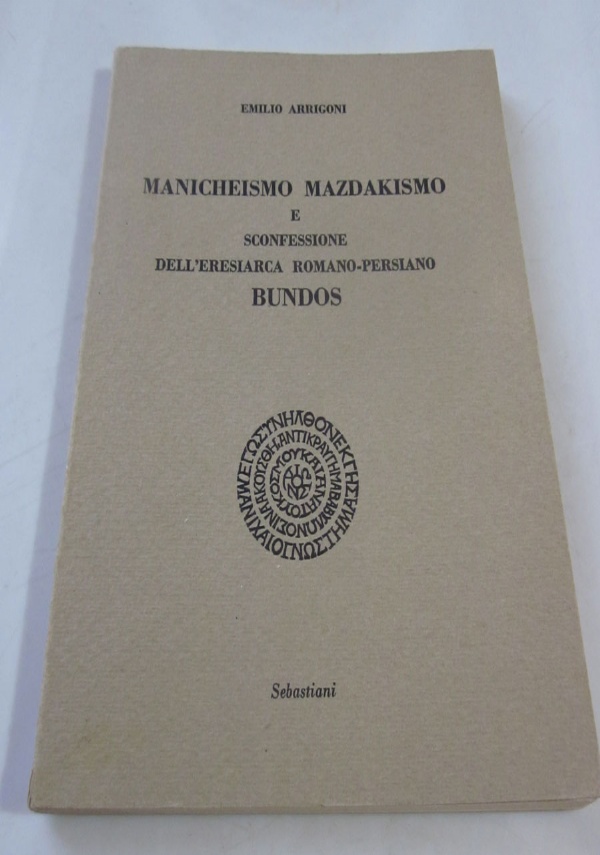 EMILIO ARRIGONI
MANICHEISMO MAZDAKISMO
E
SCONFESSIONE
DELL'ERESIARCA ROMANO-PERSIANO
BUNDOS
Sebastiani